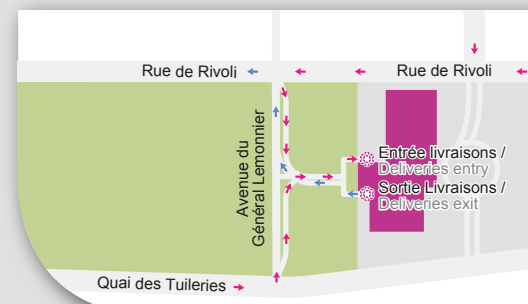 Rue de Rivoli
Rue de Rivoli
Avenue du
Général Lemonnier
Entrée livraisons /
Deliveries entry
Sortie Livraisons /
Deliveries exit
Quai des Tuileries